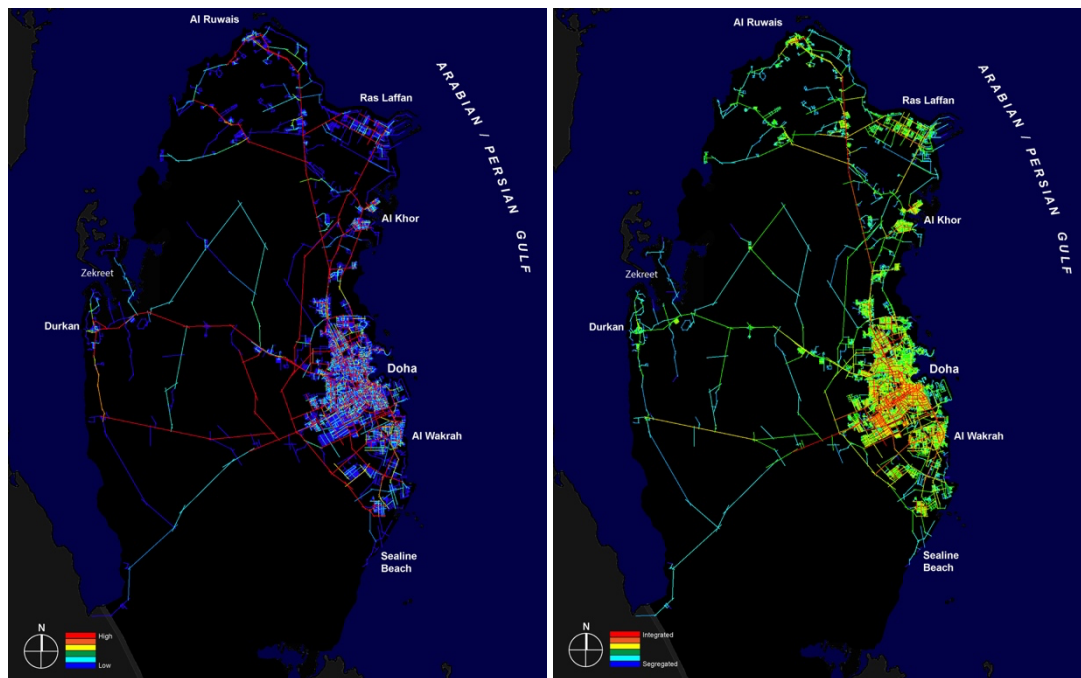 Al Ruwais
ARABIAN / PERSIAN GULF
Ras Laffan
Al Khor
Zekreet
Durkan
Doha
Al Wakrah
Sealine
Beach
N
High
Low
Al Ruwais
ARABIAN / PERSIAN GULF
Ras Laffan
Al Khor
Zekreet
Durkan
Doha
Al Wakrah
Sealine
Beach
N
Integrated
Segregated